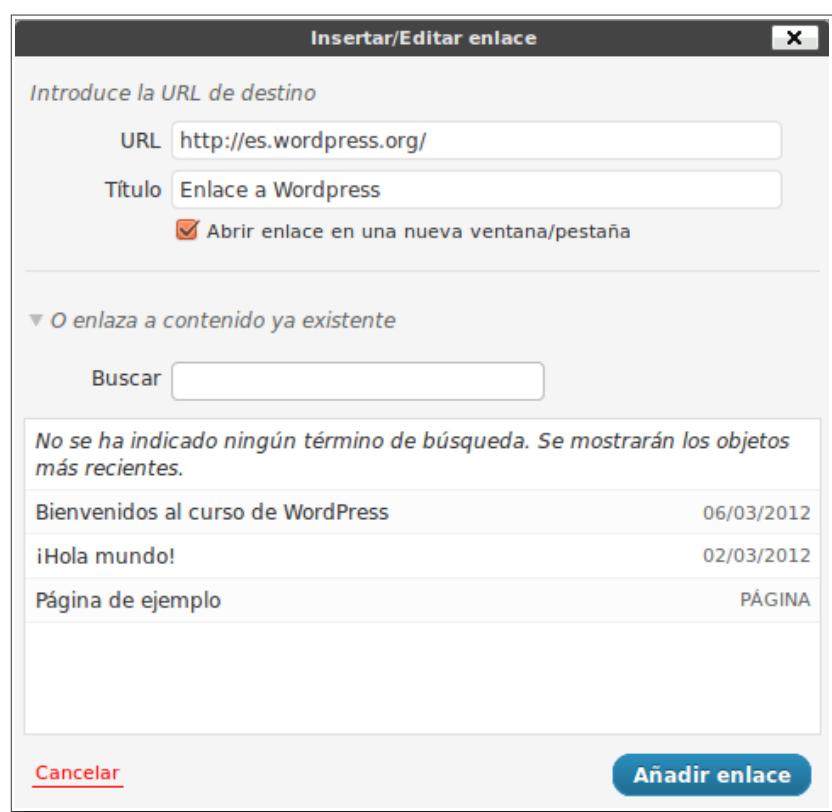 Insertar/Editar enlace
Introduce la URL de destino
URL http://es.wordpress.org/
Título Enlace a Wordpress
Abrir enlace en una nueva ventana/pestaña
O enlaza a contenido ya existente
Buscar
No se ha indicado ningún término de búsqueda. Se mostrarán los objetos
más recientes.
Bienvenidos al curso de WordPress 06/03/2012
¡Hola mundo! 02/03/2012
Página de ejemplo PÁGINA
Cancelar Añadir enlace